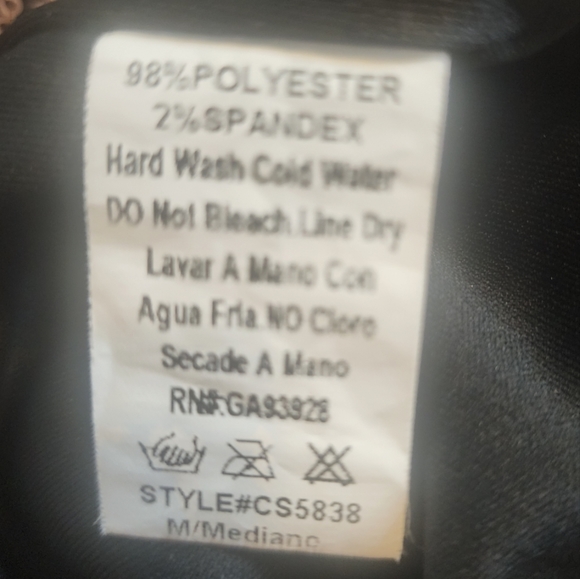 98%POLYESTER
2%SPANDEX
Hard Wash Cold Water
DO Not Bleach.Line Dry
Lavar A Mano Con
Agua Fria.NO Cloro
Secade A Mano
RN#:GA93928
STYLE#CS5838
M/Mediano